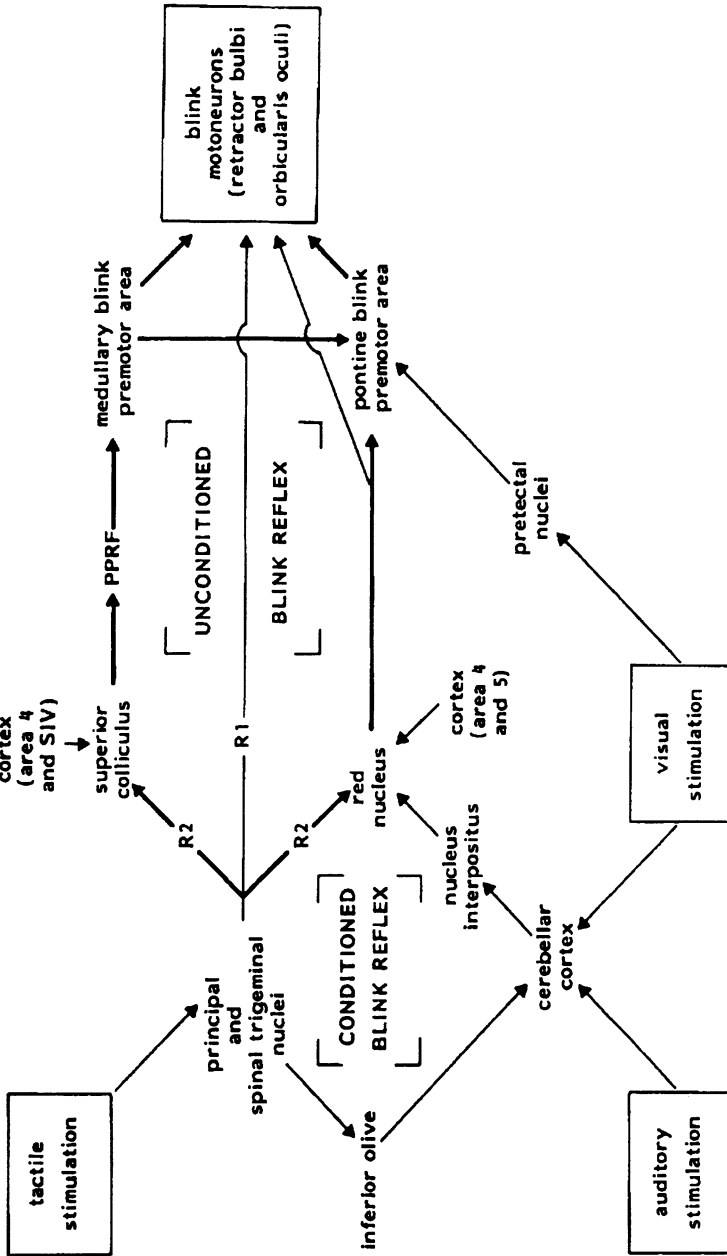 tactile
stimulation
principal
and
spinal trigeminal
nuclei
inferior olive
auditory
stimulation
CONDITIONED
BLINK REFLEX
cerebellar
cortex
nucleus
interpositus
R2
R2
cortex
(area 4
and SIV)
superior
colliculus
R1
red
nucleus
cortex
(area 4
and 5)
visual
stimulation
PPRF
UNCONDITIONED
BLINK REFLEX
pretectal
nuclei
medullary blink
premotor area
pontine blink
premotor area
blink
motoneurons
(retractor bulbi
and
orbicularis oculi)